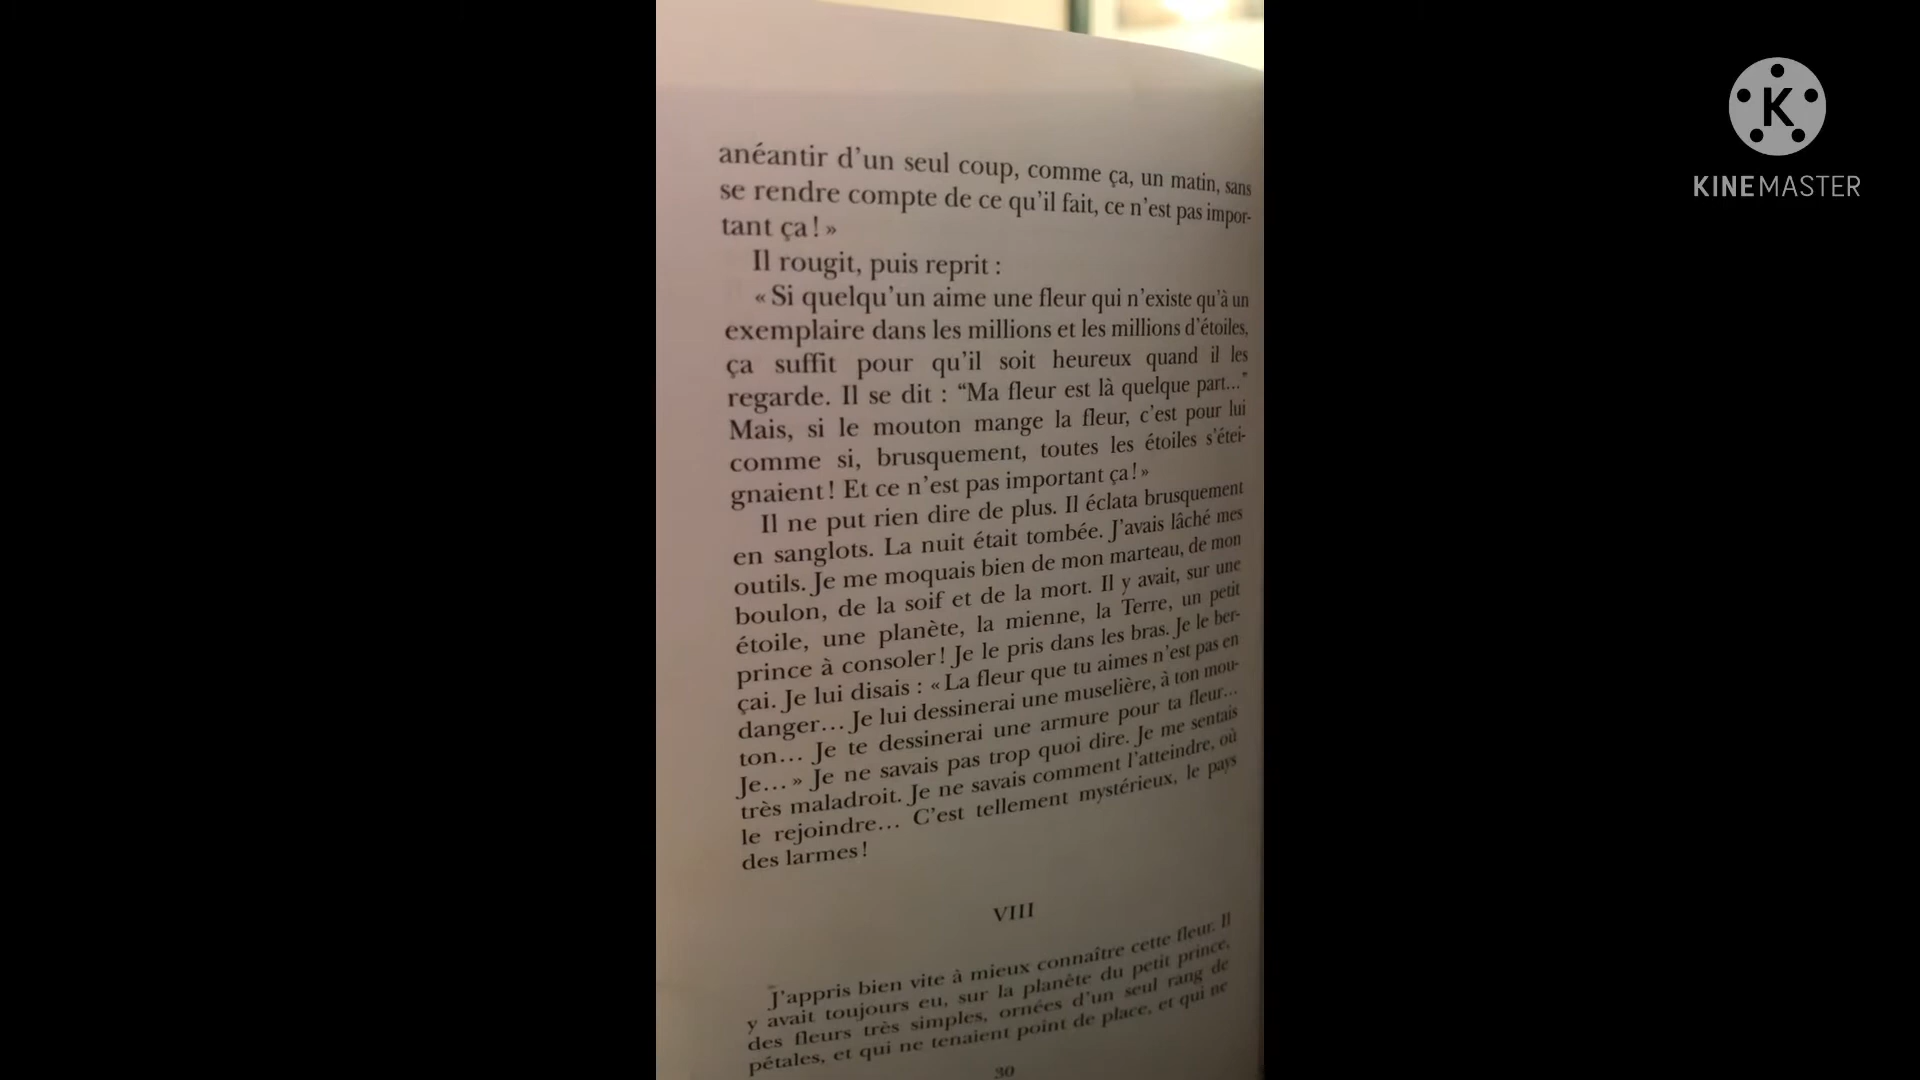 anéantir d'un seul coup, comme ça, un matin, sans
se rendre compte de ce qu'il fait, ce n'est pas impor-
tant ça ! »
Il rougit, puis reprit :
« Si quelqu'un aime une fleur qui n'existe qu'à un
exemplaire dans les millions et les millions d'étoiles,
ça suffit pour qu'il soit heureux quand il les
regarde. Il se dit : “Ma fleur est là quelque part...”
Mais, si le mouton mange la fleur, c'est pour lui
comme si, brusquement, toutes les étoiles s'étei-
gnaient ! Et ce n'est pas important ça ! »
Il ne put rien dire de plus. Il éclata brusquement
en sanglots. La nuit était tombée. J'avais lâché mes
outils. Je me moquais bien de mon marteau, de mon
boulon, de la soif et de la mort. Il y avait, sur une
étoile, une planète, la mienne, la Terre, un petit
prince à consoler ! Je le pris dans les bras. Je le ber-
çai. Je lui disais : « La fleur que tu aimes n'est pas en
danger... Je lui dessinerai une muselière, à ton mou-
ton... Je te dessinerai une armure pour ta fleur...
Je... » Je ne savais pas trop quoi dire. Je me sentais
très maladroit. Je ne savais comment l'atteindre, où
le rejoindre... C'est tellement mystérieux, le pays
des larmes !
VIII
J'appris bien vite à mieux connaître cette fleur. Il
y avait toujours eu, sur la planète du petit prince,
des fleurs très simples, ornées d'un seul rang de
pétales, et qui ne tenaient point de place, et qui ne
30
K
KINEMASTER